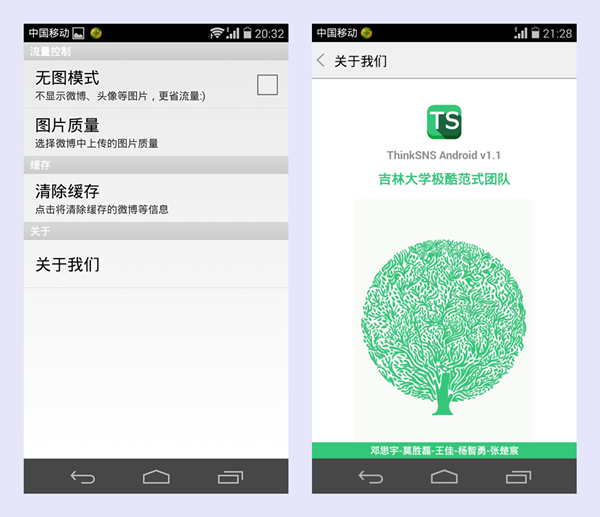 中国移动
20:32
流量控制
无图模式
不显示微博、头像等图片，更省流量:)
图片质量
选择微博中上传的图片质量
缓存
清除缓存
点击将清除缓存的微博等信息
关于
关于我们
中国移动
21:28
关于我们
TS
ThinkSNS Android v1.1
吉林大学极酷范式团队
邓思宇-莫胜磊-王佳-杨智勇-张楚宸